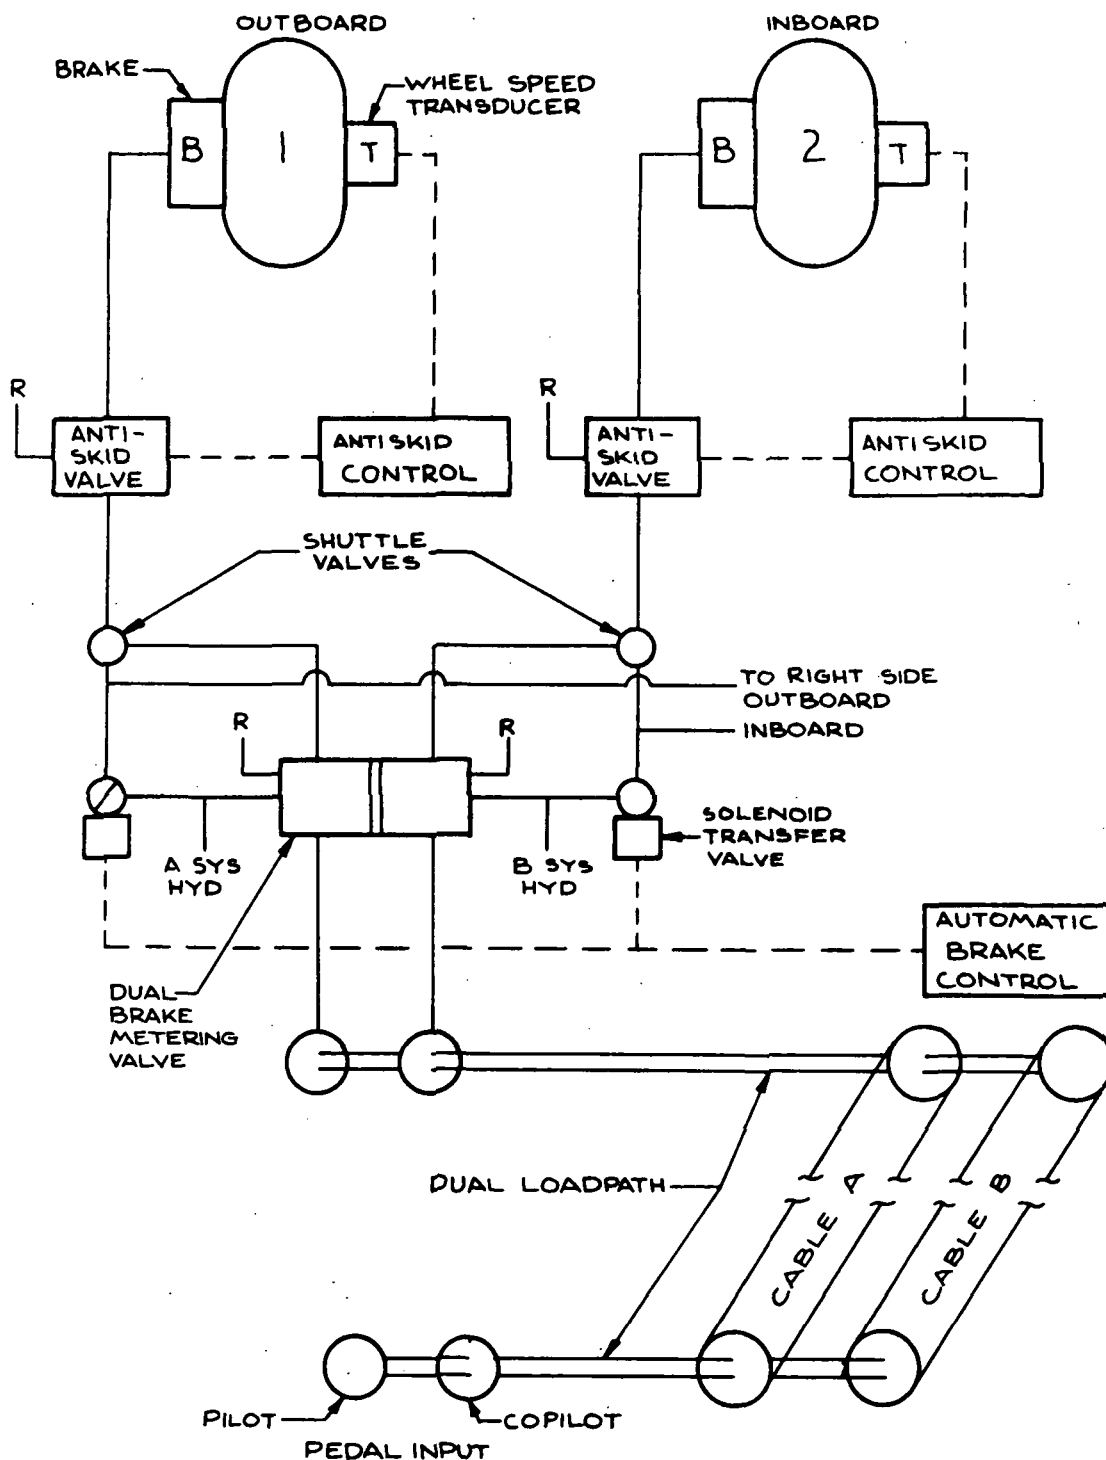 OUTBOARD
INBOARD
BRAKE
WHEEL SPEED
TRANSDUCER
B
1
T
B
2
T
R
R
ANTI-
SKID
VALVE
ANTISKID
CONTROL
ANTI-
SKID
VALVE
ANTISKID
CONTROL
SHUTTLE
VALVES
TO RIGHT SIDE
OUTBOARD
INBOARD
R
R
A SYS
HYD
B SYS
HYD
SOLENOID
TRANSFER
VALVE
AUTOMATIC
BRAKE
CONTROL
DUAL
BRAKE
METERING
VALVE
DUAL LOADPATH
CABLE A
CABLE B
PILOT
COPILOT
PEDAL INPUT